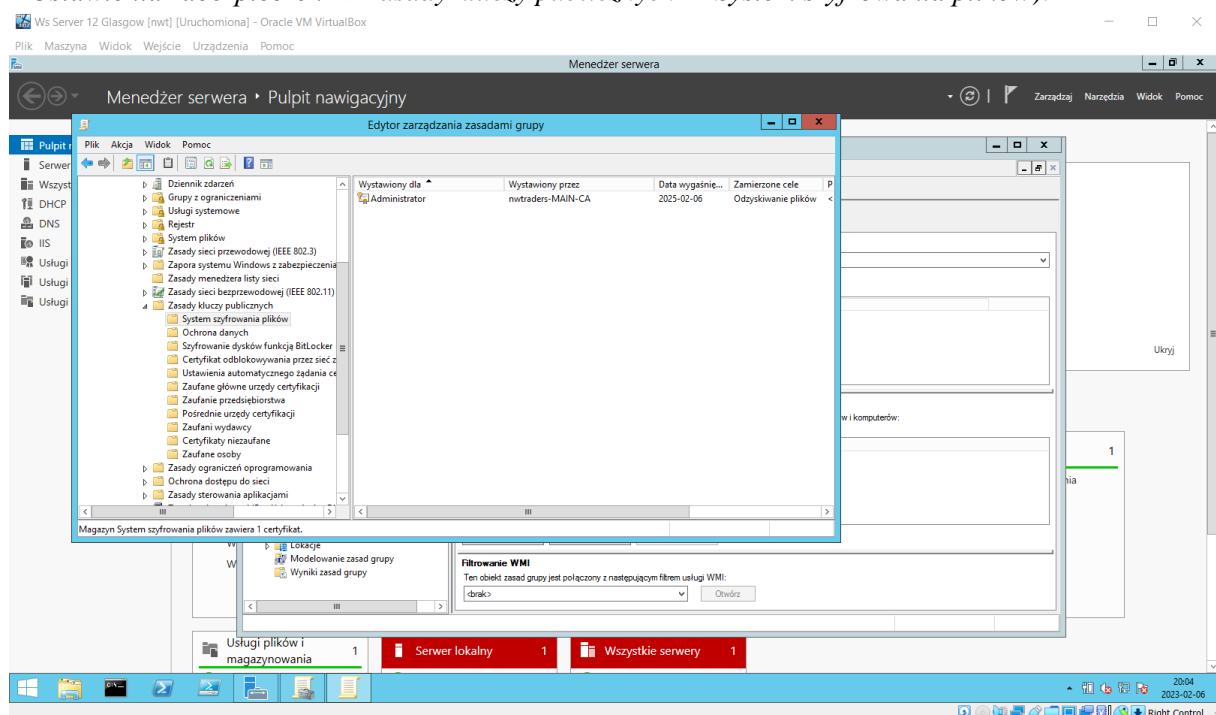 Ws Server 12 Glasgow [nwt] [Uruchomiona] - Oracle VM VirtualBox
Plik Maszyna Widok Wejście Urządzenia Pomoc
Menedżer serwera
Menedżer serwera • Pulpit nawigacyjny
Zarządzaj Narzędzia Widok Pomoc
Edytor zarządzania zasadami grupy
Plik Akcja Widok Pomoc
Pulpit
Serwer
Wszyst
DHCP
DNS
IIS
Usługi
Usługi
Usługi
Dziennik zdarzeń
Grupy z ograniczeniami
Usługi systemowe
Rejestr
System plików
Zasady sieci przewodowej (IEEE 802.3)
Zapora systemu Windows z zabezpieczenia
Zasady menedżera listy sieci
Zasady sieci bezprzewodowej (IEEE 802.11)
Zasady kluczy publicznych
System szyfrowania plików
Ochrona danych
Szyfrowanie dysków funkcją BitLocker
Certyfikat odblokowywania przez sieć z
Ustawienia automatycznego żądania ce
Zaufane główne urzędy certyfikacji
Zaufanie przedsiębiorstwa
Pośrednie urzędy certyfikacji
Zaufani wydawcy
Certyfikaty niezaufane
Zaufane osoby
Zasady ograniczeń oprogramowania
Ochrona dostępu do sieci
Zasady sterowania aplikacjami
Wystawiony dla Wystawiony przez Data wygaśnię... Zamierzone cele P
Administrator nwtraders-MAIN-CA 2025-02-06 Odzyskiwanie plików <
Magazyn System szyfrowania plików zawiera 1 certyfikat.
Ukryj
w i komputerów:
1
nia
W
W
Lokacje
Modelowanie zasad grupy
Wyniki zasad grupy
Filtrowanie WMI
Ten obiekt zasad grupy jest połączony z następującym filtrem usługi WMI:
<brak> Otwórz
Usługi plików i
magazynowania 1
Serwer lokalny 1
Wszystkie serwery 1
20:04
2023-02-06
Right Control